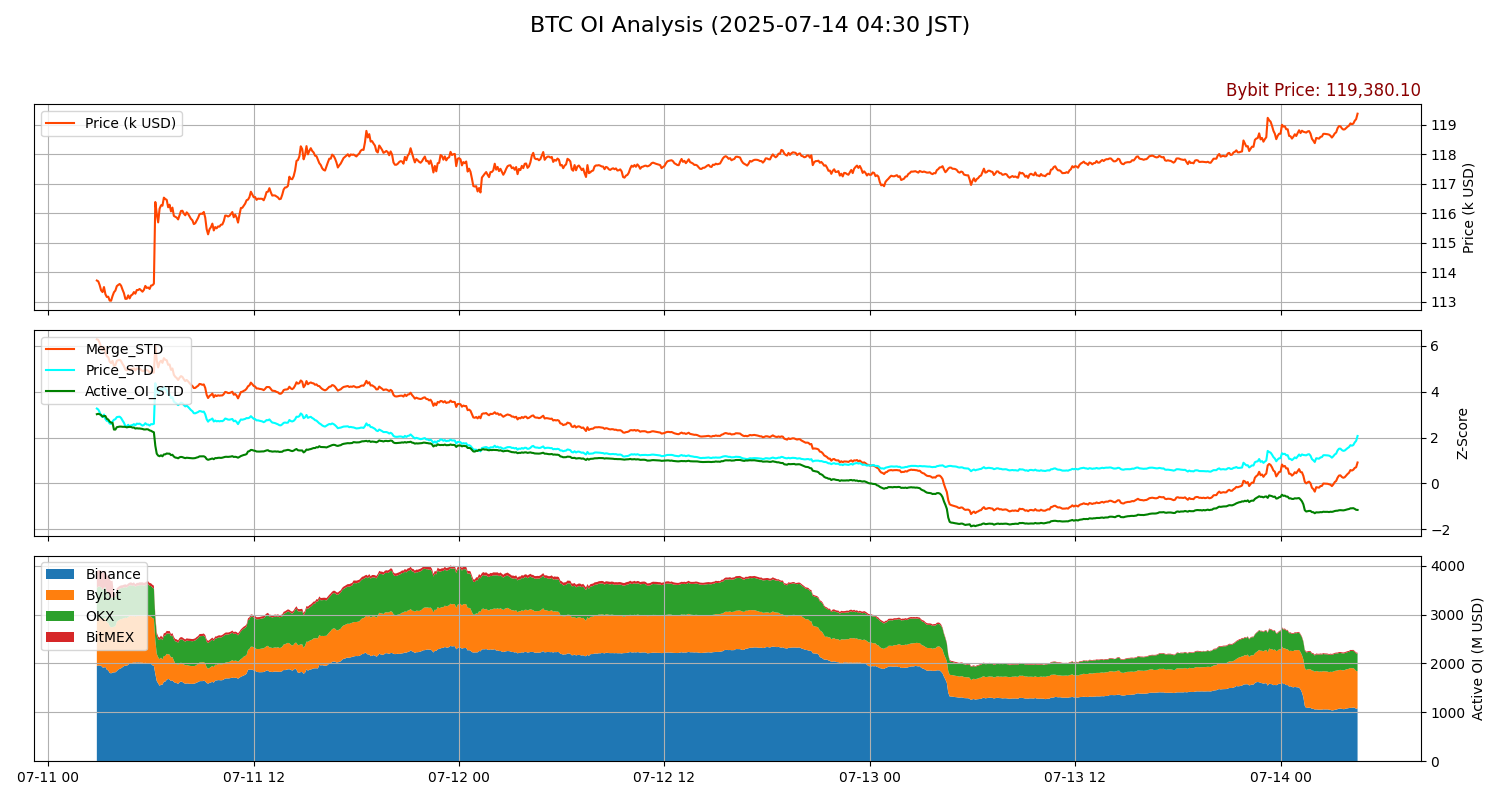 BTC OI Analysis (2025-07-14 04:30 JST)
Bybit Price: 119,380.10
Price (k USD)
119
118
117
116
115
114
113
Price (k USD)
Merge_STD
Price_STD
Active_OI_STD
6
4
2
0
−2
Z-Score
Binance
Bybit
OKX
BitMEX
4000
3000
2000
1000
0
Active OI (M USD)
07-11 00
07-11 12
07-12 00
07-12 12
07-13 00
07-13 12
07-14 00